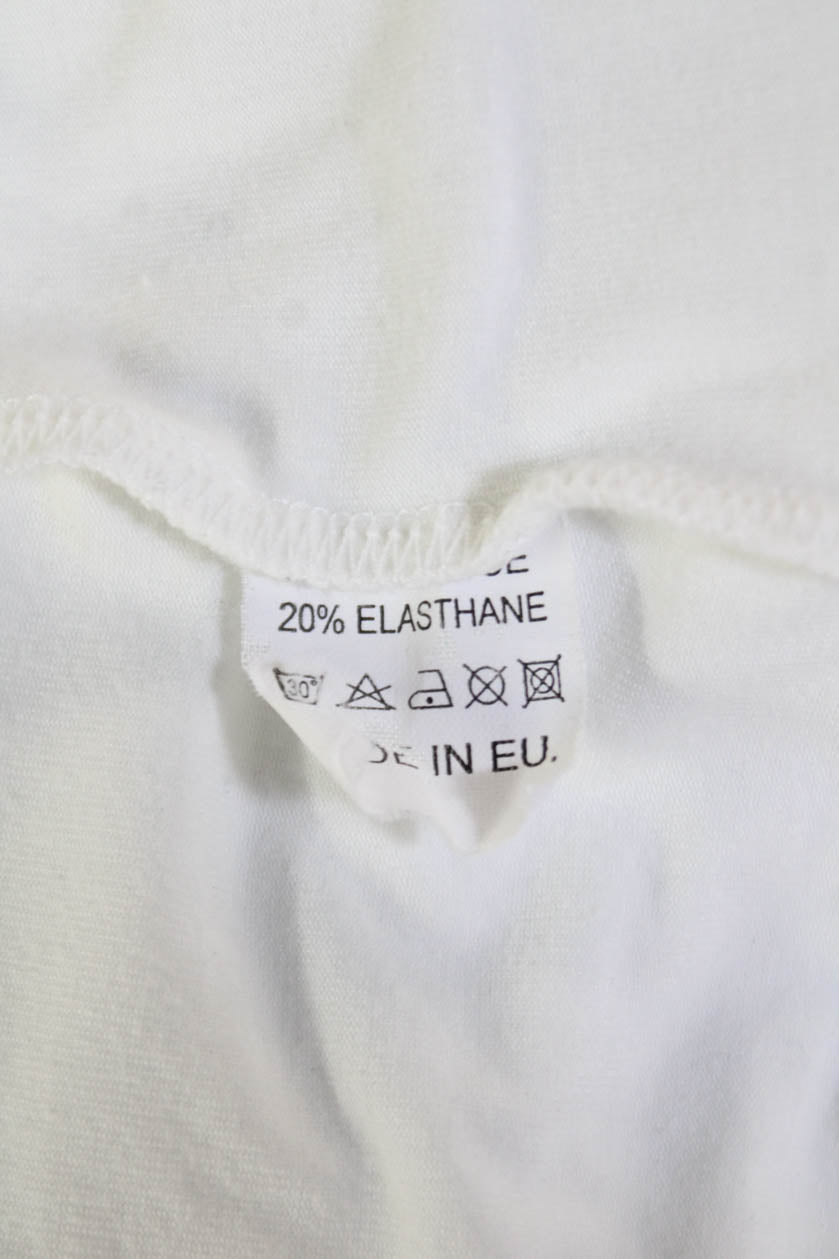 20% ELASTHANE
30°
IN EU.